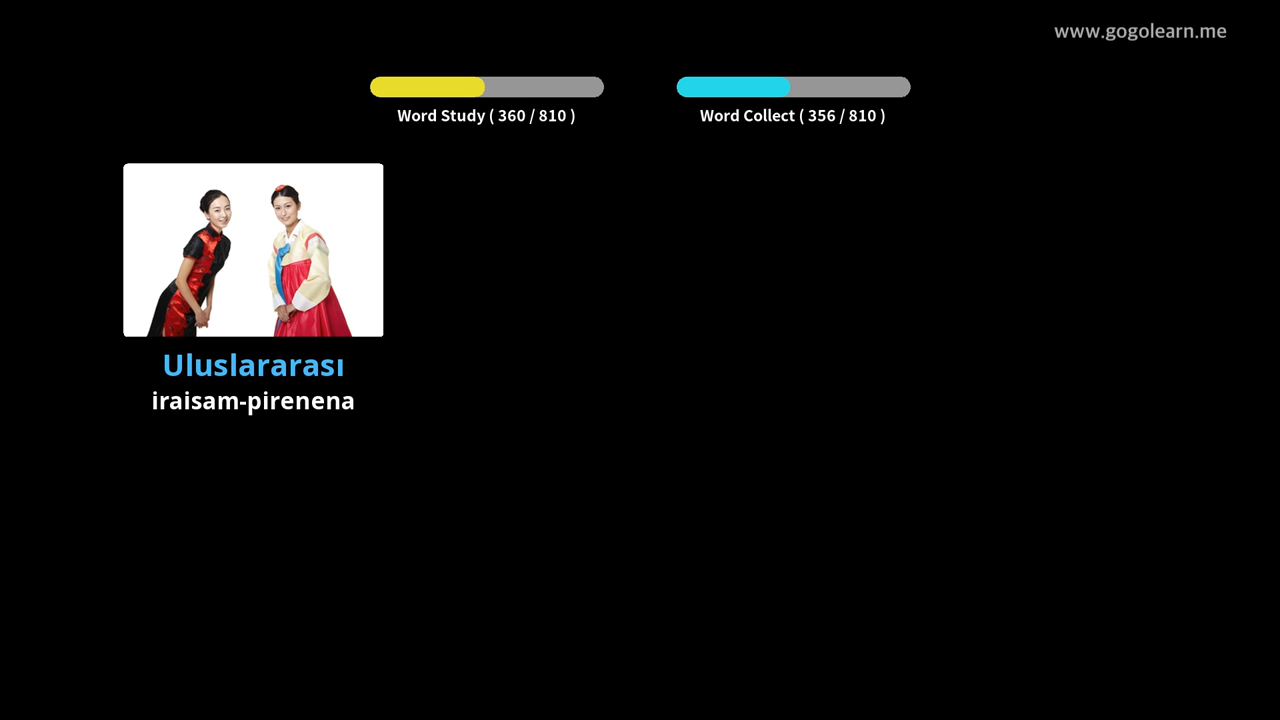 www.gogolearn.me
Word Study ( 360 / 810 )
Word Collect ( 356 / 810 )
Uluslararası
iraisam-pirenena